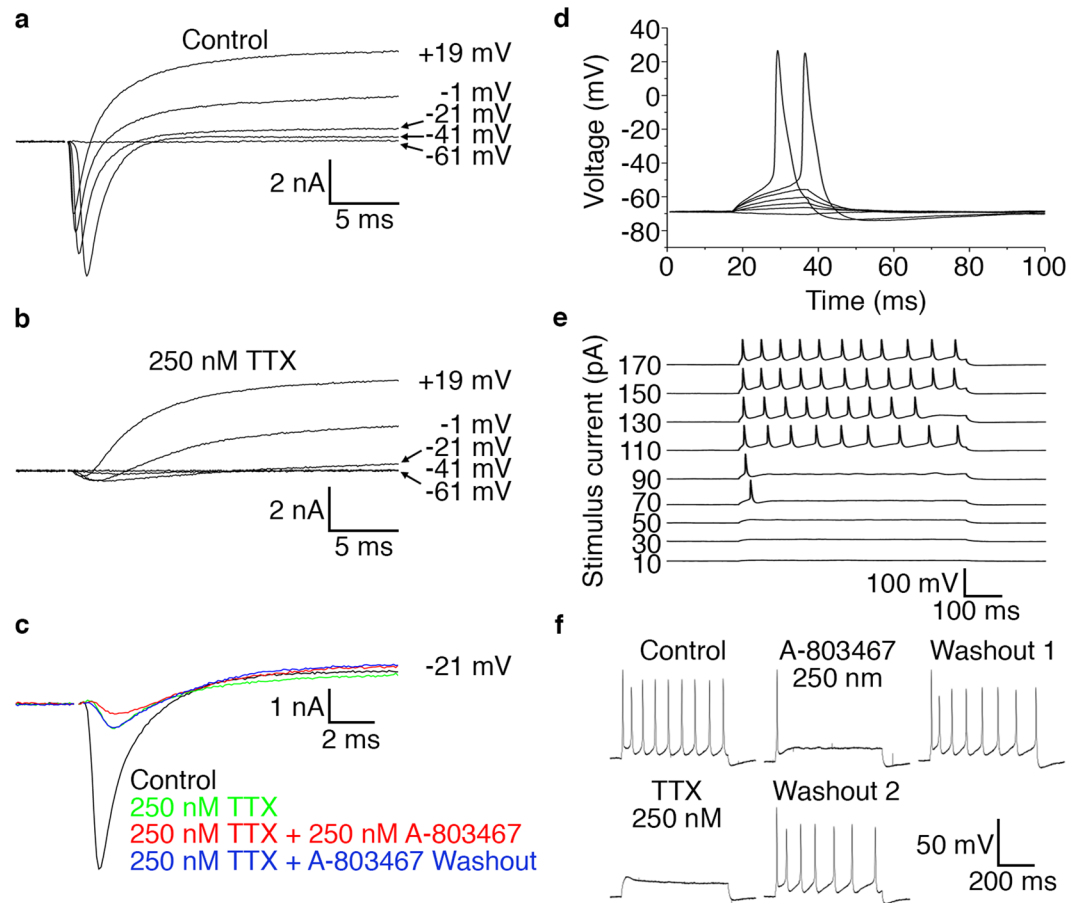 a
Control
+19 mV
-1 mV
-21 mV
-41 mV
-61 mV
2 nA
5 ms
b
250 nM TTX
+19 mV
-1 mV
-21 mV
-41 mV
-61 mV
2 nA
5 ms
c
-21 mV
1 nA
2 ms
Control
250 nM TTX
250 nM TTX + 250 nM A-803467
250 nM TTX + A-803467 Washout
d
Voltage (mV)
40
20
0
-20
-40
-60
-80
0 20 40 60 80 100
Time (ms)
e
Stimulus current (pA)
170
150
130
110
90
70
50
30
10
100 mV
100 ms
f
Control
A-803467
250 nm
Washout 1
TTX
250 nM
Washout 2
50 mV
200 ms